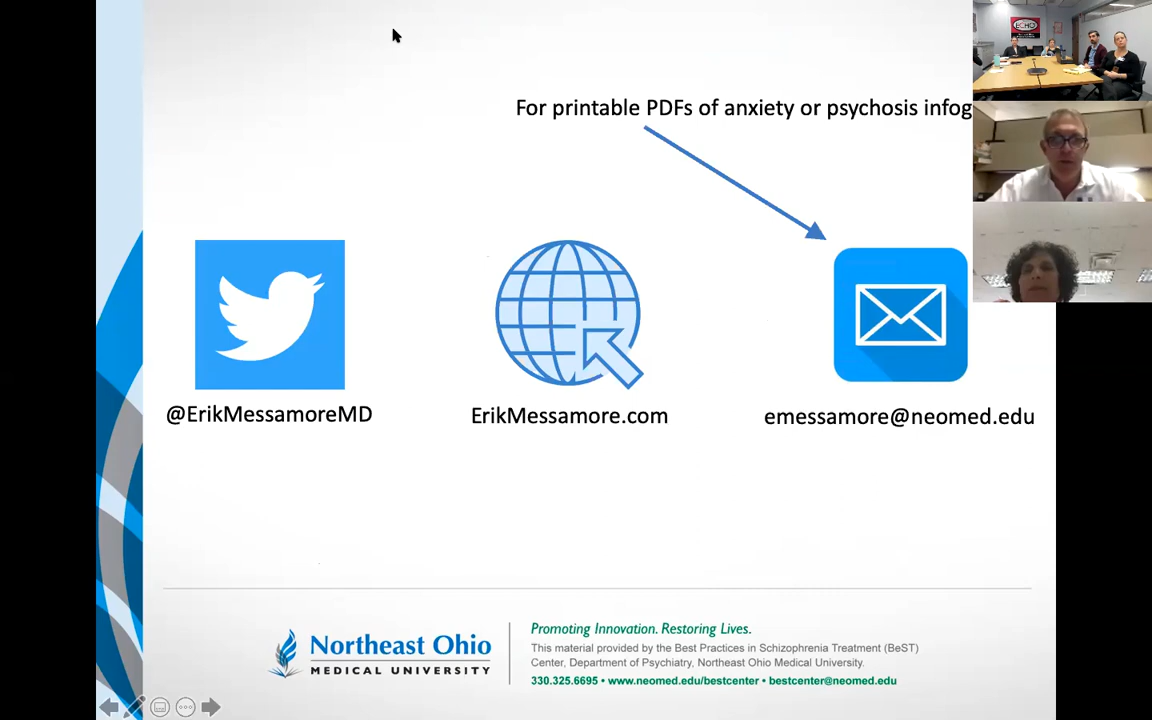 ECHO
For printable PDFs of anxiety or psychosis infog
@ErikMessamoreMD
ErikMessamore.com
emessamore@neomed.edu
Northeast Ohio
MEDICAL UNIVERSITY
Promoting Innovation. Restoring Lives.
This material provided by the Best Practices in Schizophrenia Treatment (BeST)
Center, Department of Psychiatry, Northeast Ohio Medical University.
330.325.6695 • www.neomed.edu/bestcenter • bestcenter@neomed.edu